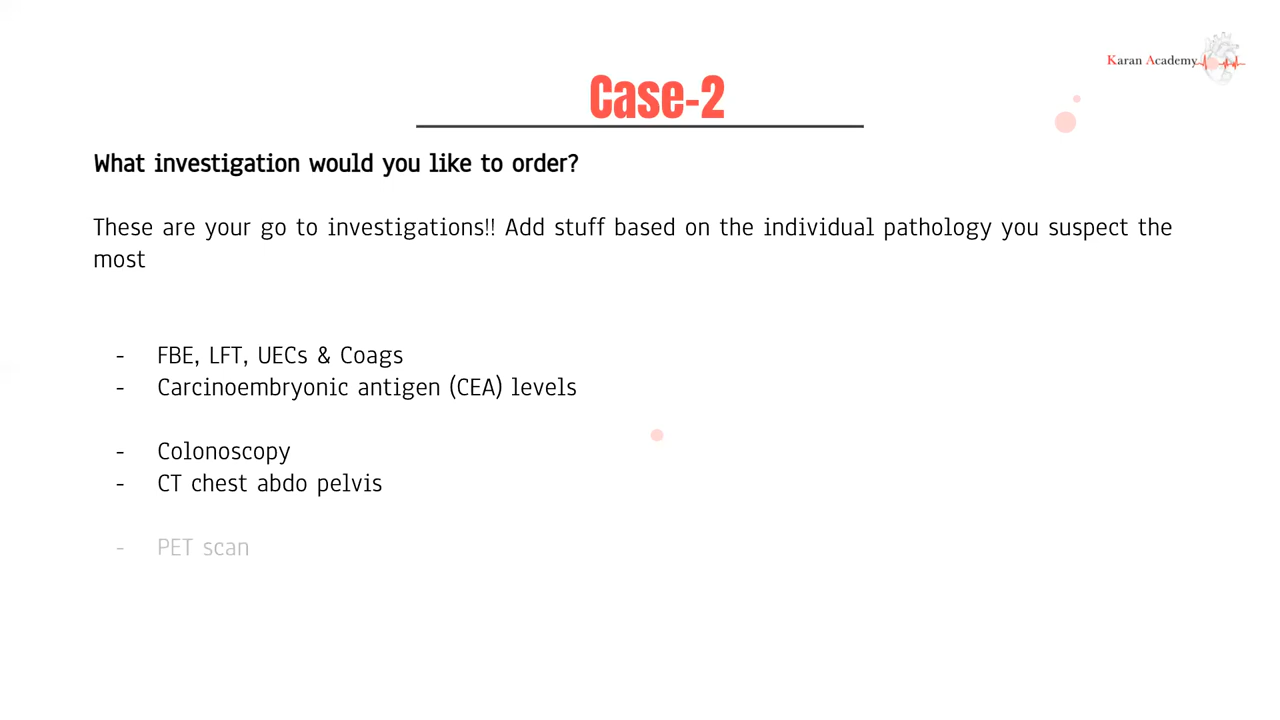 Karan Academy
Case-2
What investigation would you like to order?
These are your go to investigations!! Add stuff based on the individual pathology you suspect the
most
- FBE, LFT, UECs & Coags
- Carcinoembryonic antigen (CEA) levels
- Colonoscopy
- CT chest abdo pelvis
- PET scan